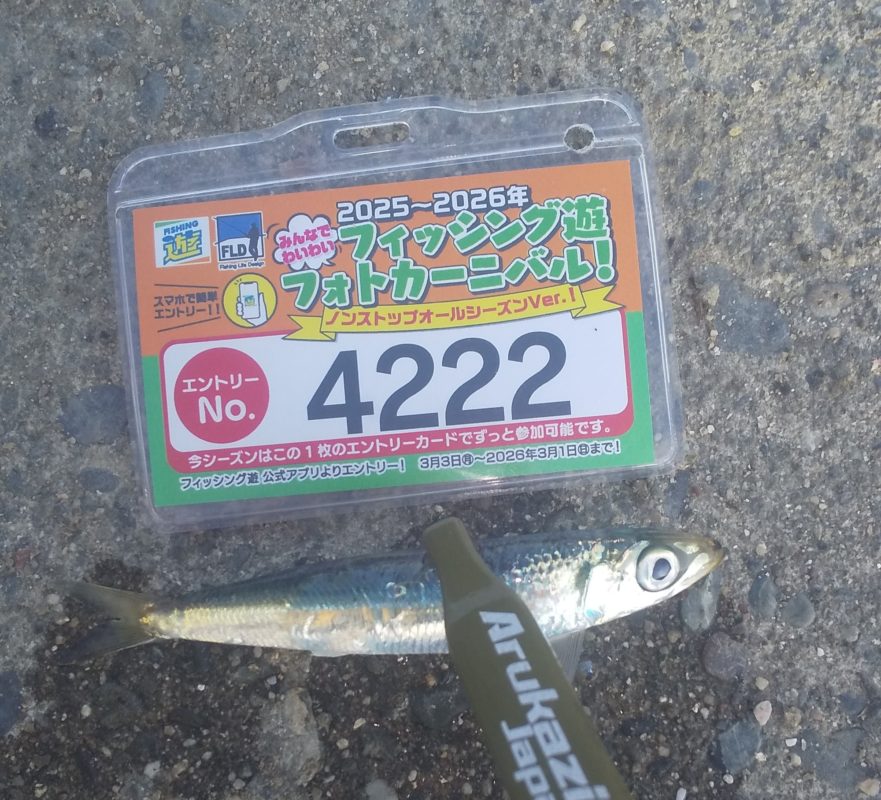 2025～2026年
FISHING
遊
FLD
Fishing Life Design
みんなで
わいわい
フィッシング遊
フォトカーニバル!
スマホで簡単
エントリー!!
ノンストップオールシーズンVer.!
エントリー
No.
4222
今シーズンはこの1枚のエントリーカードでずっと参加可能です。
フィッシング遊 公式アプリよりエントリー! 3月3日㊊～2026年3月1日㊐まで!
Arukazi
Japa